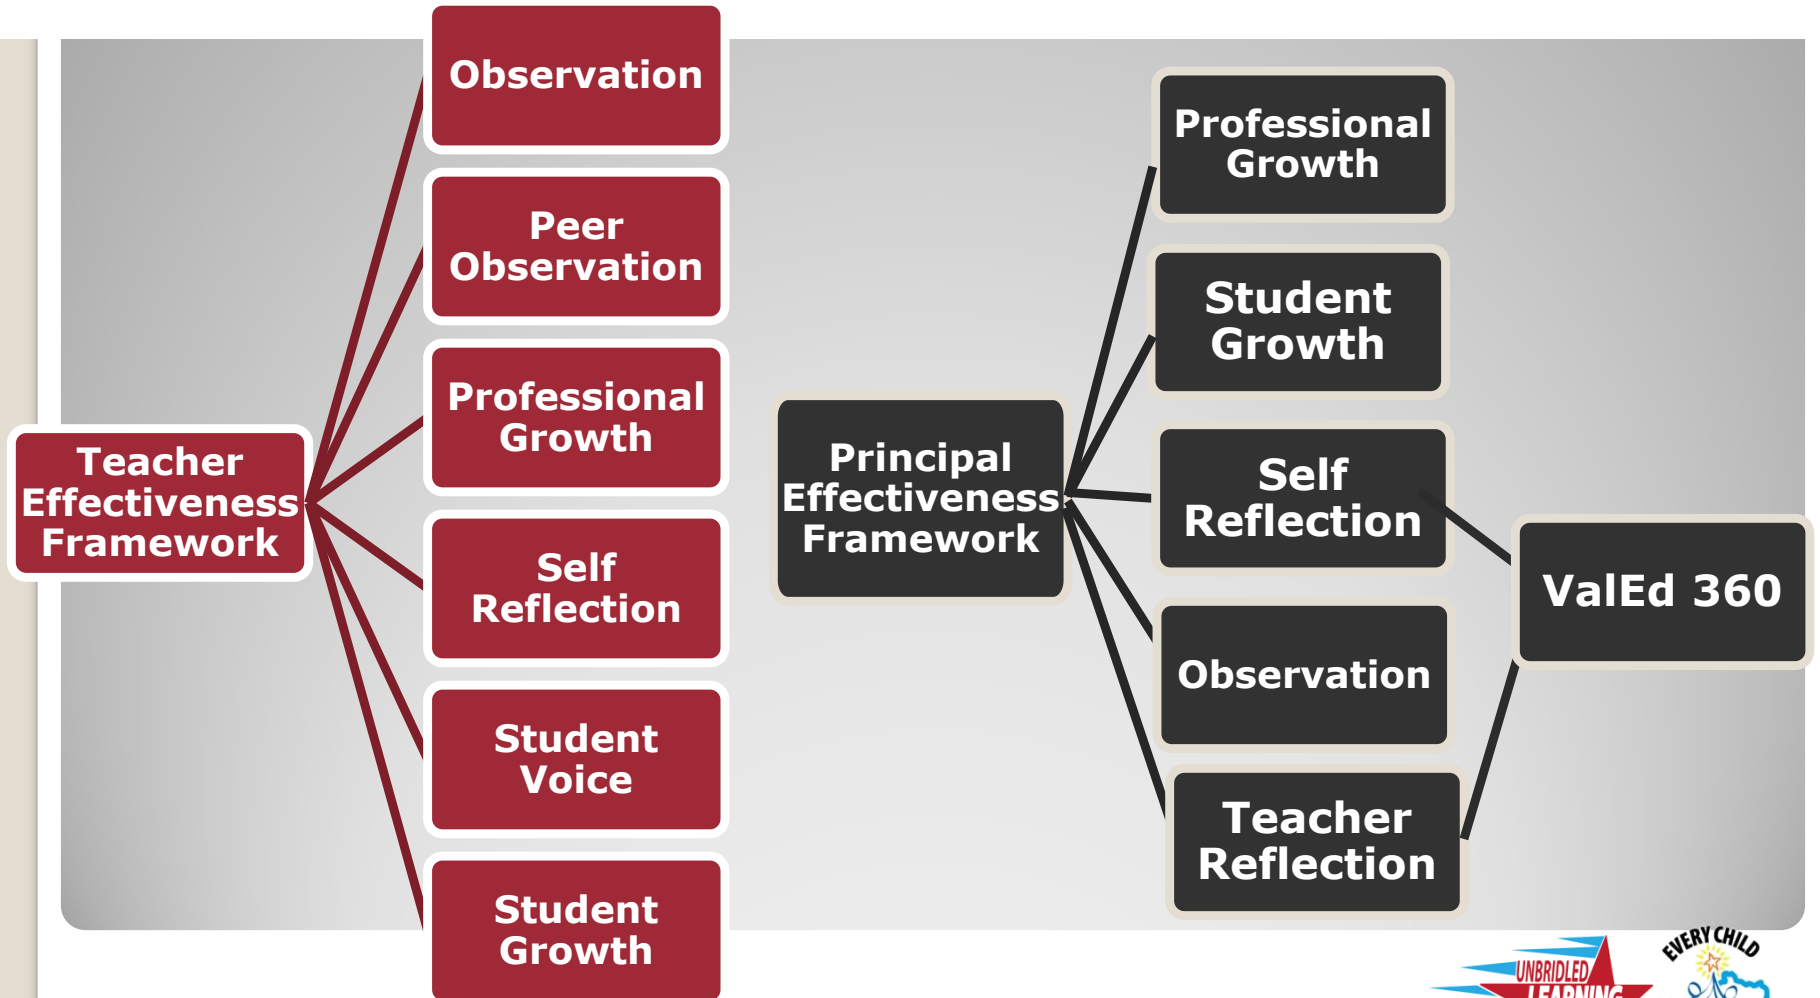 Observation
Peer
Observation
Professional
Growth
Teacher
Effectiveness
Framework
Self
Reflection
Student
Voice
Student
Growth
Professional
Growth
Student
Growth
Principal
Effectiveness
Framework
Self
Reflection
ValEd 360
Observation
Teacher
Reflection
UNBRIDLED
LEARNING
EVERY CHILD